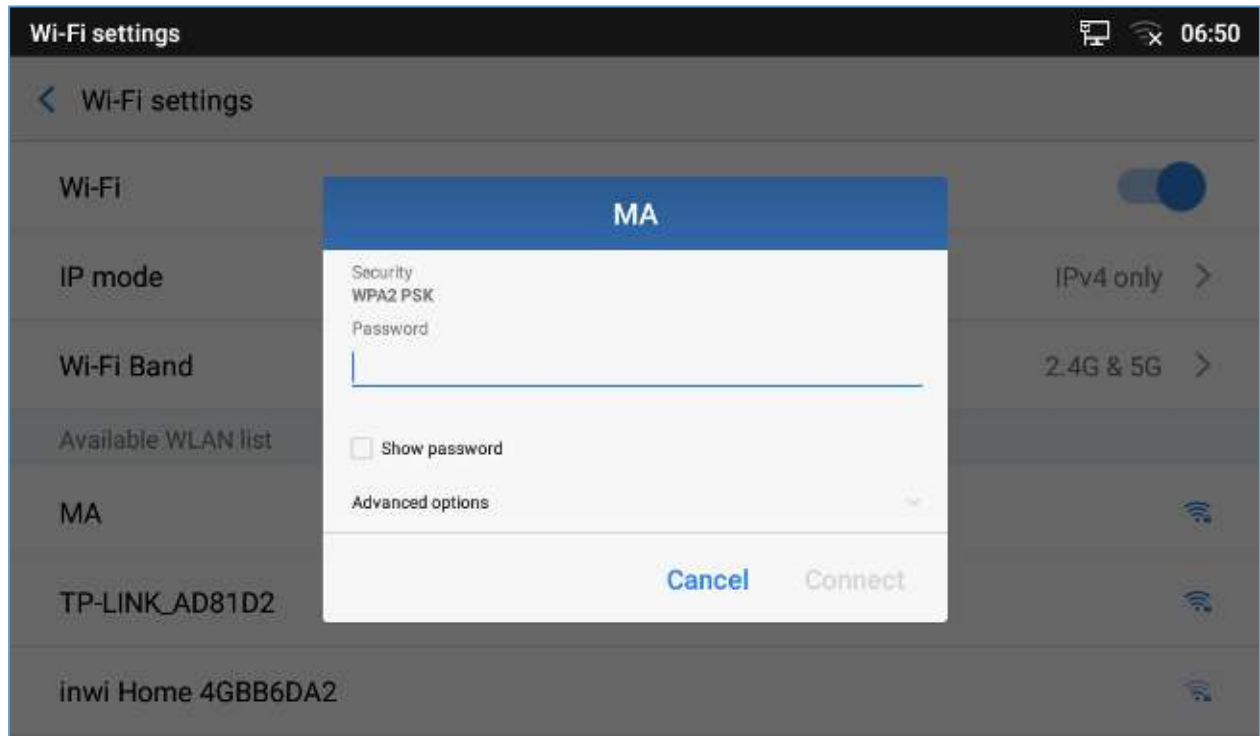 Wi-Fi settings 06:50
Wi-Fi settings
Wi-Fi
MA
IP mode IPv4 only
Security
WPA2 PSK
Password
Wi-Fi Band 2.4G & 5G
Available WLAN list
Show password
Advanced options
MA
Cancel Connect
TP-LINK_AD81D2
inwi Home 4GBB6DA2